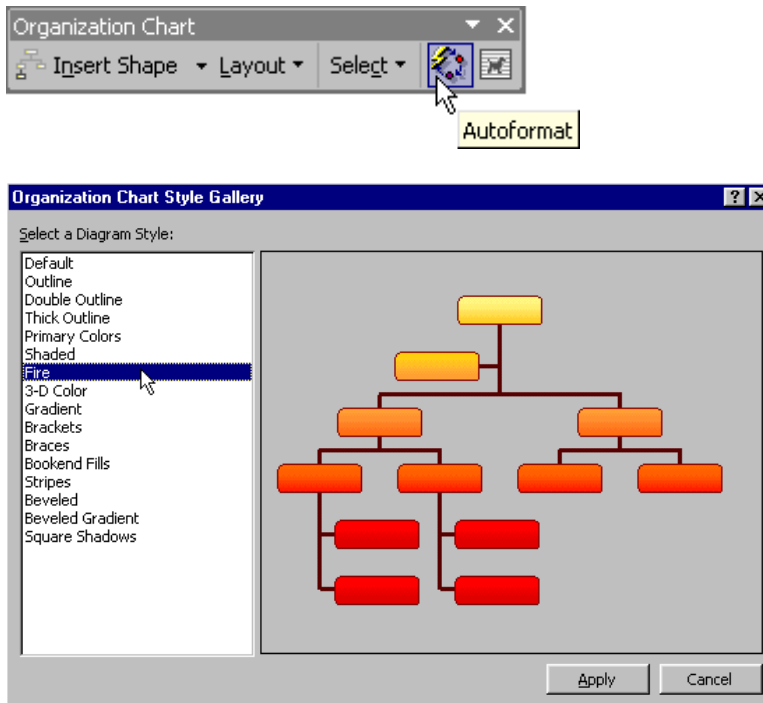 Organization Chart
Insert Shape Layout Select
Autoformat
Organization Chart Style Gallery
Select a Diagram Style:
Default
Outline
Double Outline
Thick Outline
Primary Colors
Shaded
Fire
3-D Color
Gradient
Brackets
Braces
Bookend Fills
Stripes
Beveled
Beveled Gradient
Square Shadows
Apply Cancel